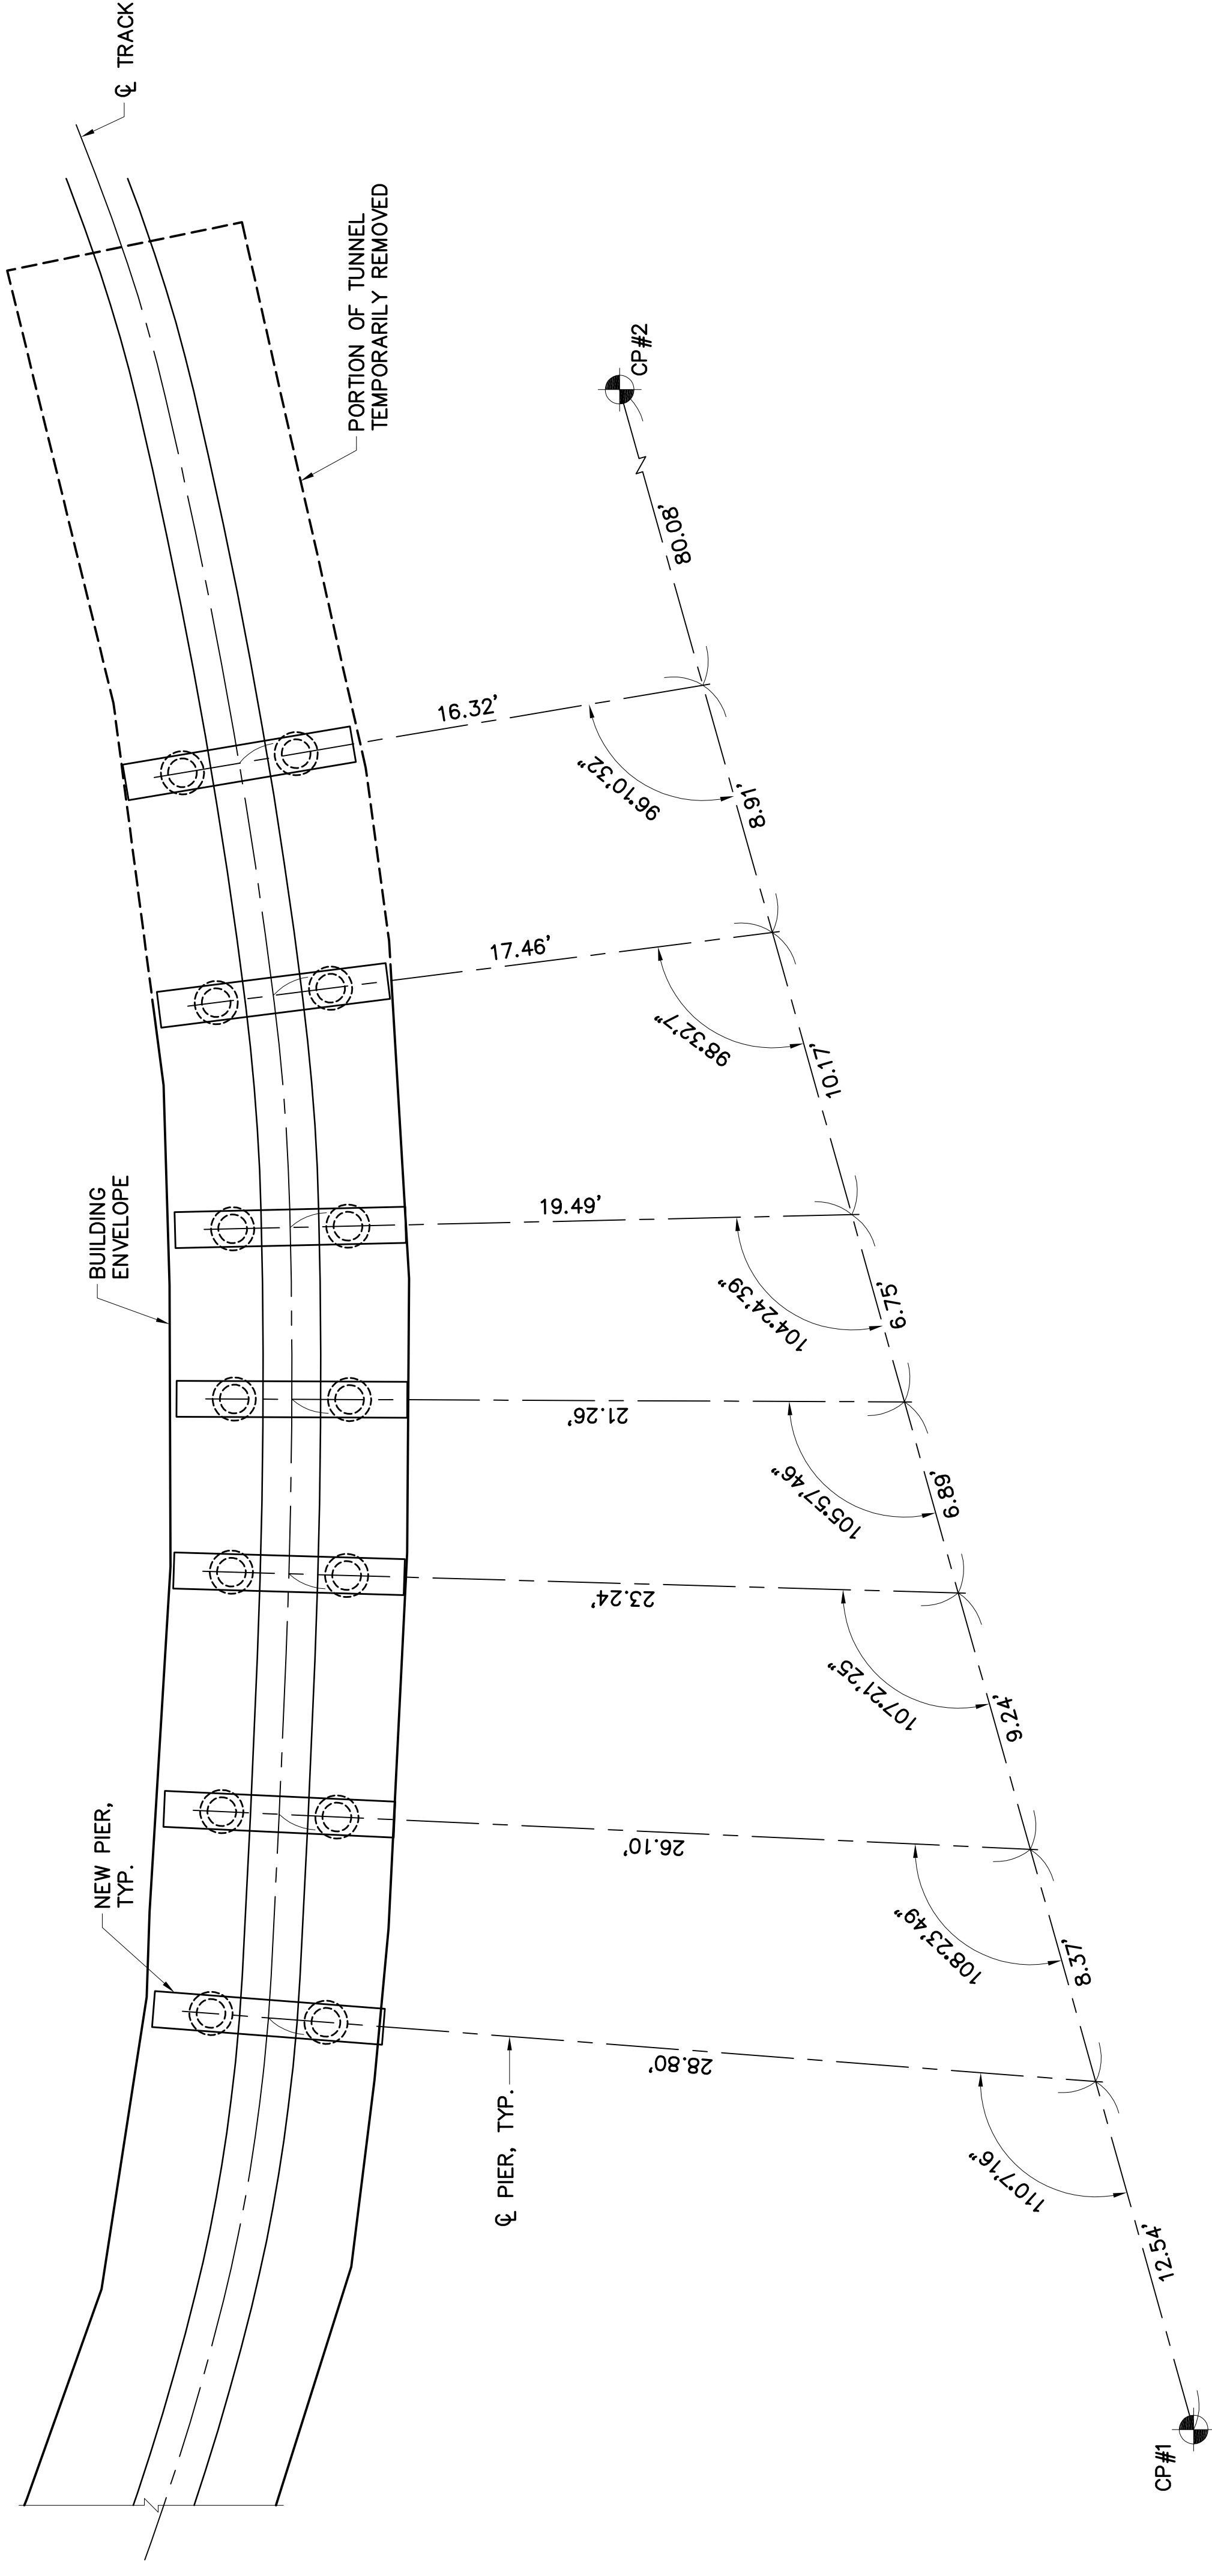 ℄ TRACK
PORTION OF TUNNEL
TEMPORARILY REMOVED
CP#2
80.08'
16.32'
96°10'32"
8.91'
17.46'
98°32'7"
10.17'
BUILDING
ENVELOPE
19.49'
104°24'39"
6.75'
21.26'
105°57'46"
6.89'
23.24'
107°21'25"
9.24'
NEW PIER,
TYP.
26.10'
108°23'49"
8.37'
28.80'
℄ PIER, TYP.
110°7'16"
12.54'
CP#1